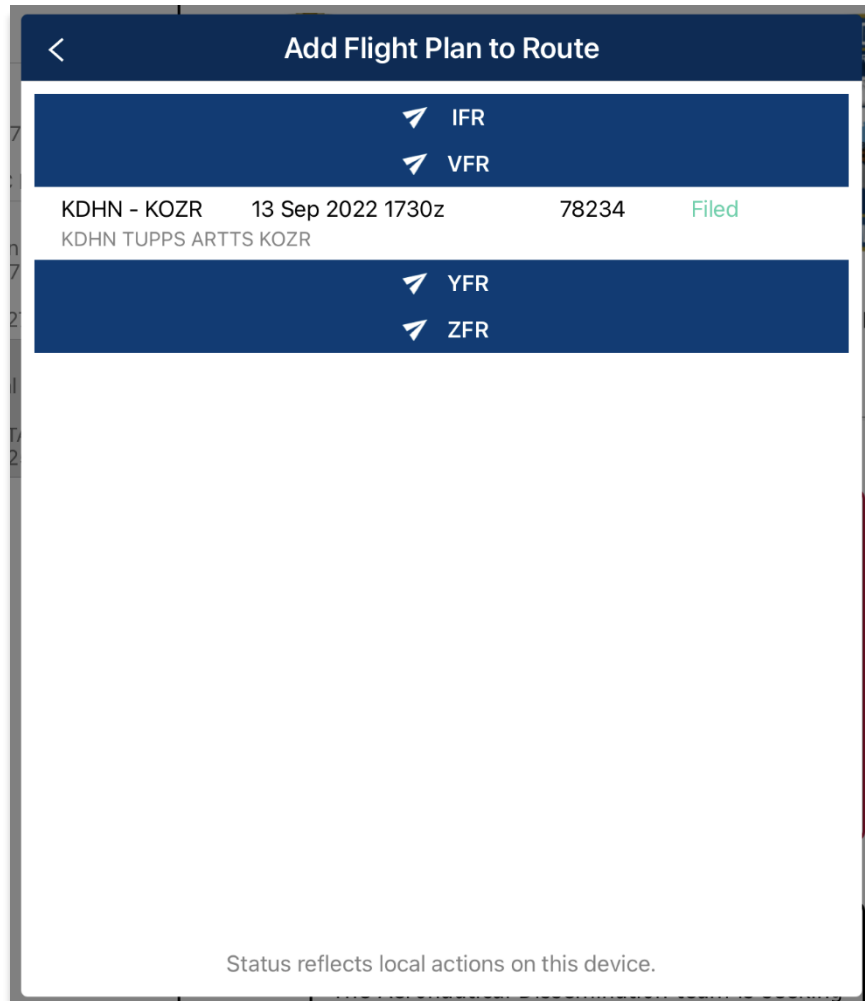 Add Flight Plan to Route
IFR
VFR
KDHN - KOZR 13 Sep 2022 1730z 78234 Filed
KDHN TUPPS ARTTS KOZR
YFR
ZFR
Status reflects local actions on this device.